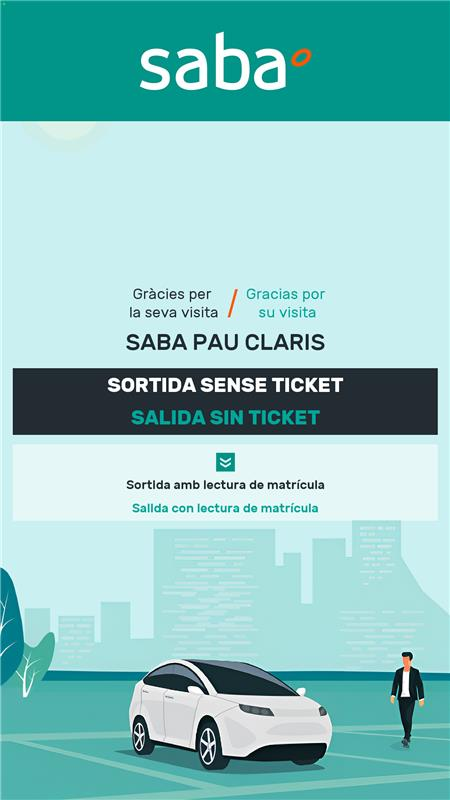 saba
Gràcies per
la seva visita
/
Gracias por
su visita
SABA PAU CLARIS
SORTIDA SENSE TICKET
SALIDA SIN TICKET
Sortida amb lectura de matrícula
Salida con lectura de matrícula